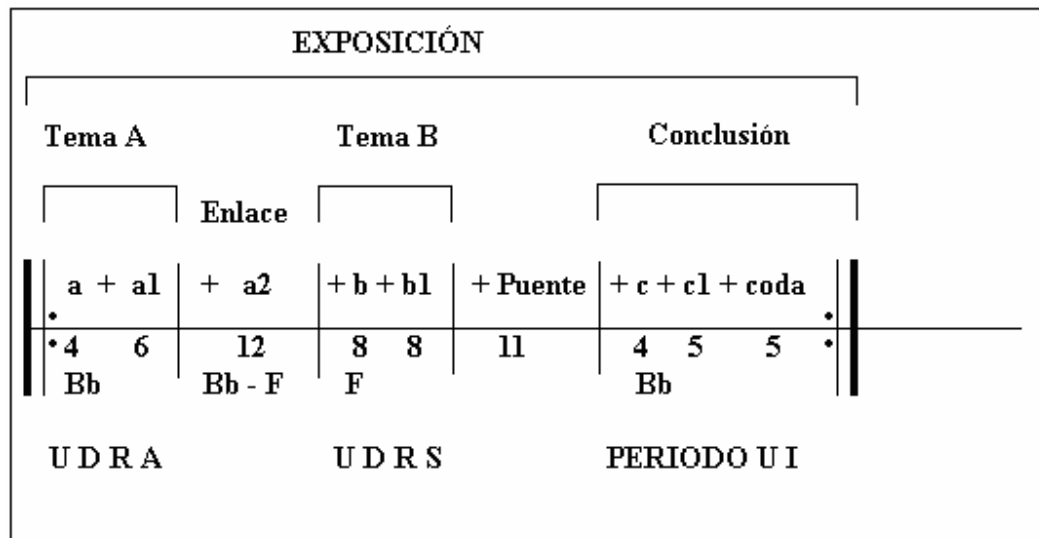 EXPOSICIÓN
Tema A Tema B Conclusión
Enlace
a + a1 + a2 + b + b1 + Puente + c + c1 + coda
4 6 12 8 8 11 4 5 5
Bb Bb - F F Bb
U D R A U D R S PERIODO U I